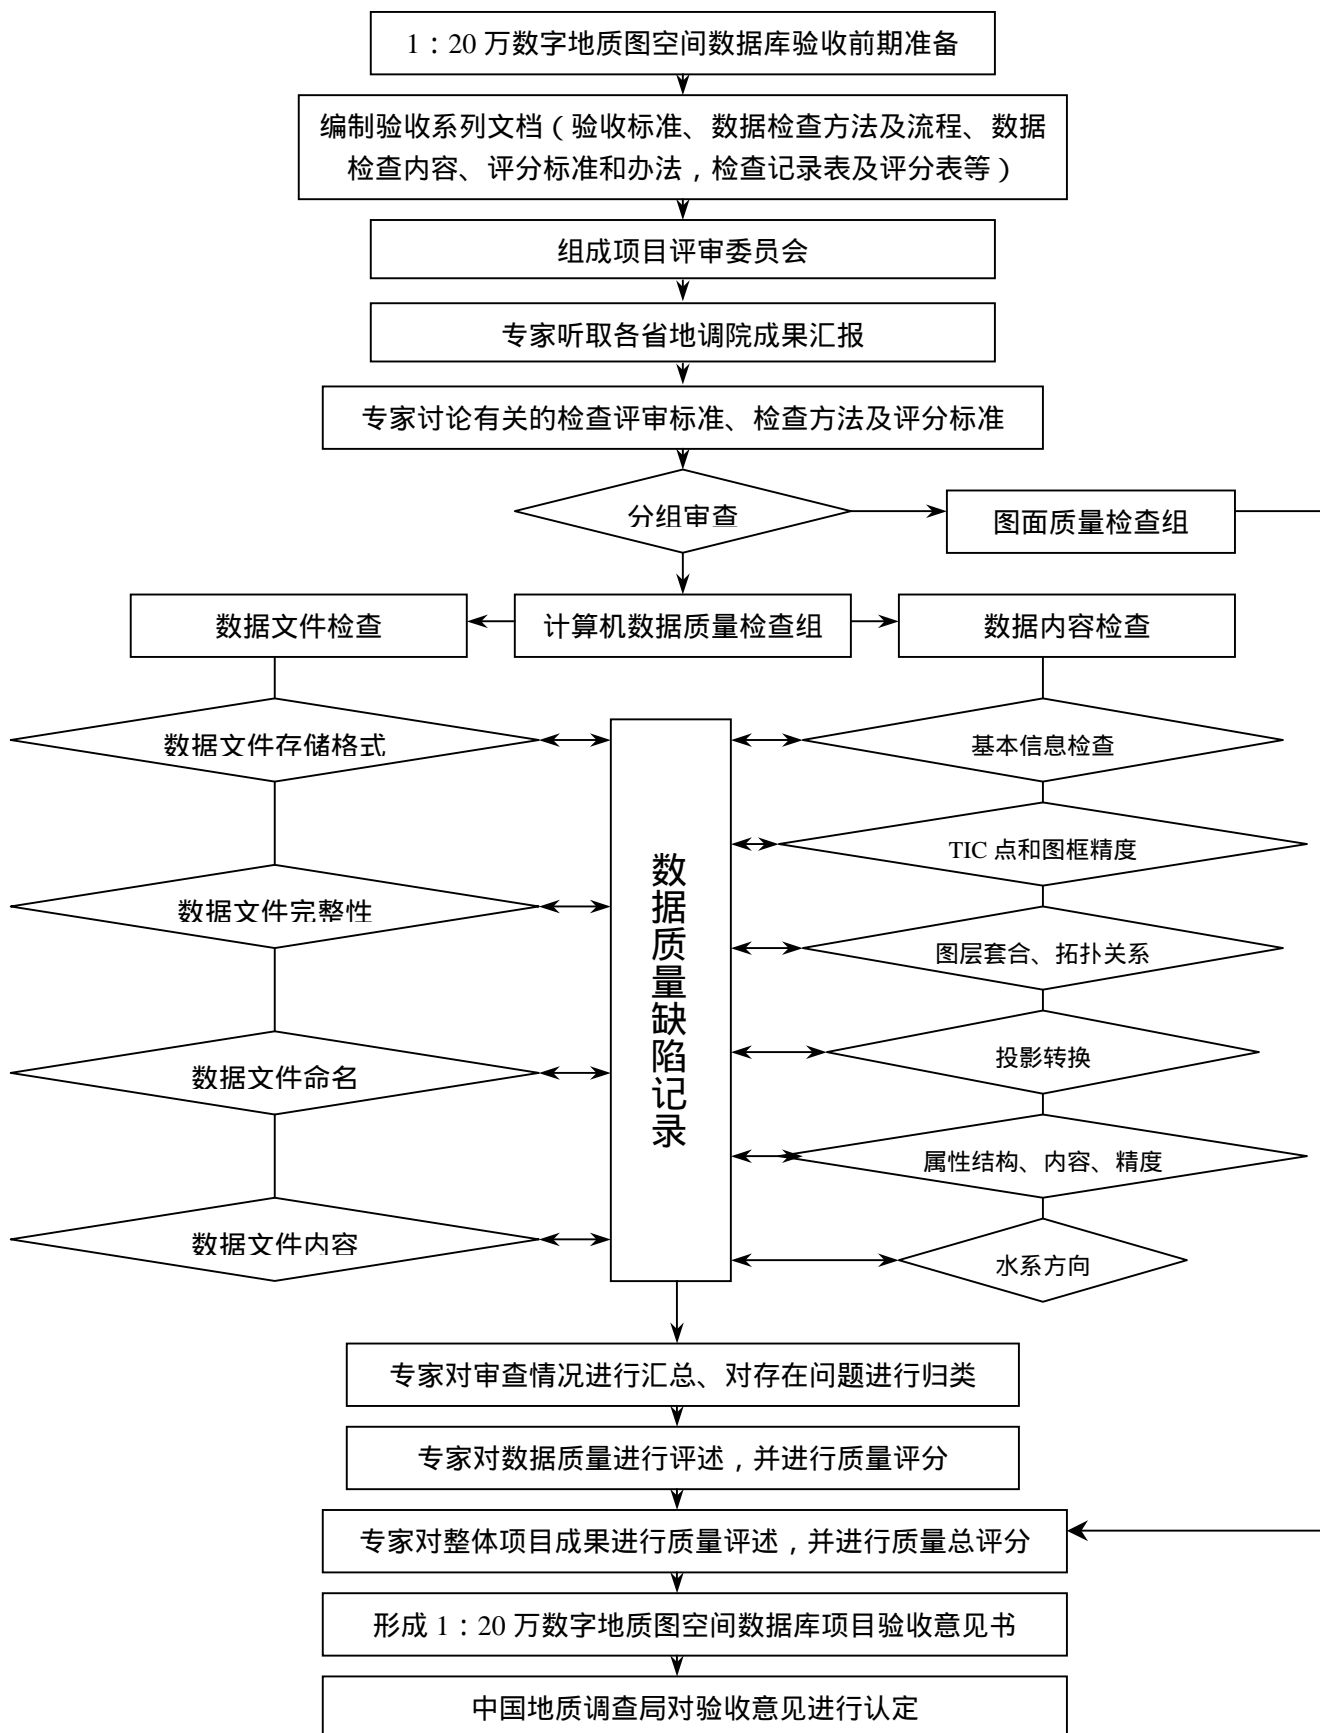 1：20 万数字地质图空间数据库验收前期准备
编制验收系列文档（验收标准、数据检查方法及流程、数据
检查内容、评分标准和办法，检查记录表及评分表等）
组成项目评审委员会
专家听取各省地调院成果汇报
专家讨论有关的检查评审标准、检查方法及评分标准
分组审查
图面质量检查组
数据文件检查
计算机数据质量检查组
数据内容检查
数据文件存储格式
数据文件完整性
数据文件命名
数据文件内容
数据质量缺陷记录
基本信息检查
TIC 点和图框精度
图层套合、拓扑关系
投影转换
属性结构、内容、精度
水系方向
专家对审查情况进行汇总、对存在问题进行归类
专家对数据质量进行评述，并进行质量评分
专家对整体项目成果进行质量评述，并进行质量总评分
形成 1：20 万数字地质图空间数据库项目验收意见书
中国地质调查局对验收意见进行认定